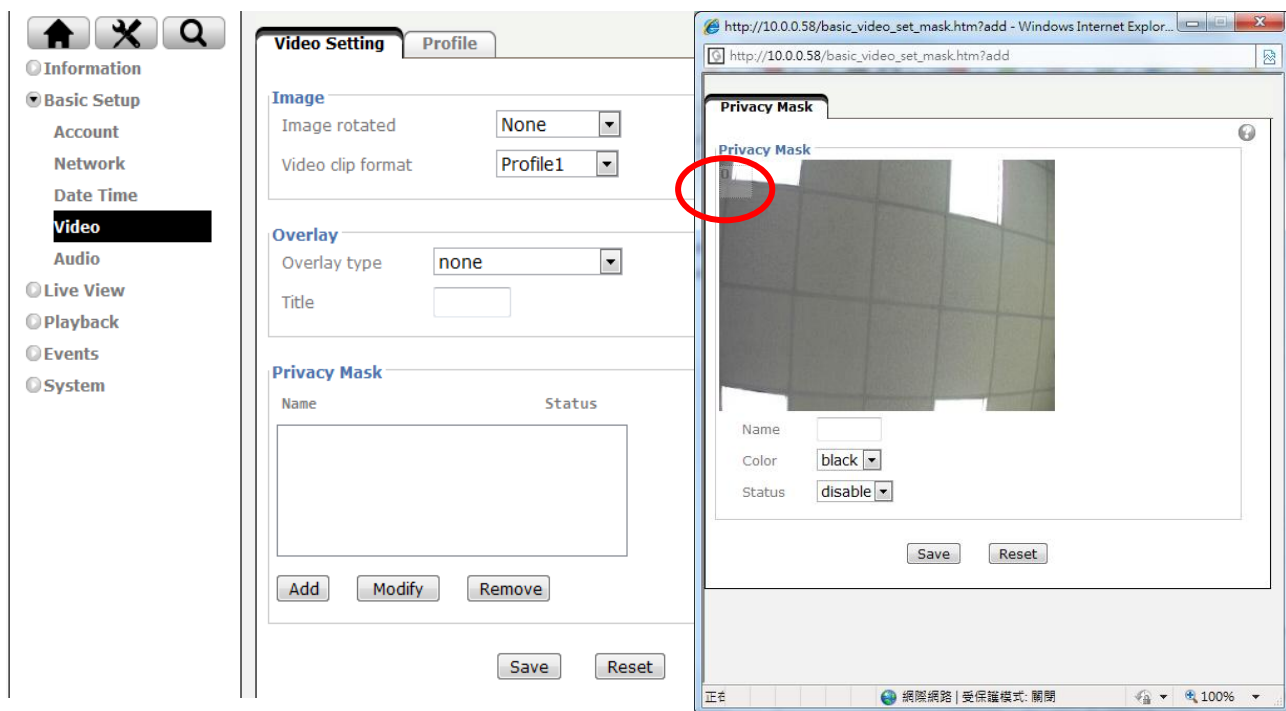 Information
Basic Setup
Account
Network
Date Time
Video
Audio
Live View
Playback
Events
System
Video Setting Profile
Image
Image rotated None
Video clip format Profile1
Overlay
Overlay type none
Title
Privacy Mask
Name Status
Add Modify Remove
Save Reset
http://10.0.0.58/basic_video_set_mask.htm?add - Windows Internet Explor...
http://10.0.0.58/basic_video_set_mask.htm?add
Privacy Mask
Privacy Mask
0
Name
Color black
Status disable
Save Reset
網際網路 | 受保護模式: 關閉 100%